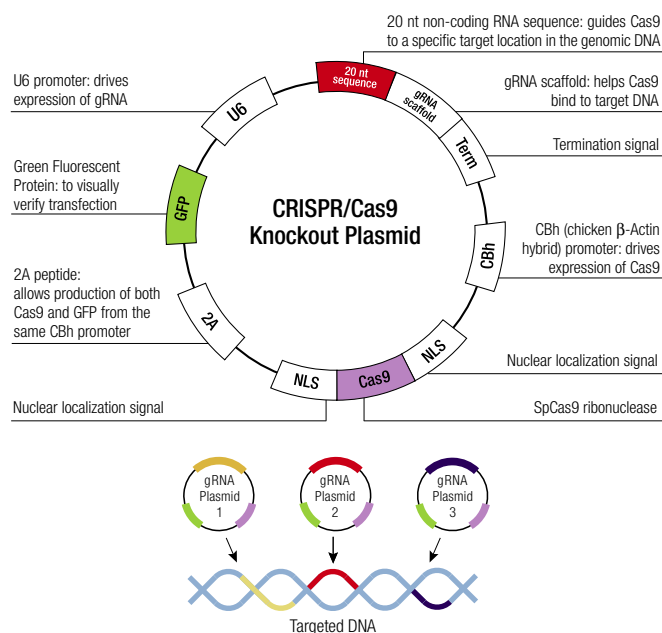 20 nt non-coding RNA sequence: guides Cas9
to a specific target location in the genomic DNA
U6 promoter: drives
expression of gRNA
gRNA scaffold: helps Cas9
bind to target DNA
Termination signal
Green Fluorescent
Protein: to visually
verify transfection
CBh (chicken β-Actin
hybrid) promoter: drives
expression of Cas9
2A peptide:
allows production of both
Cas9 and GFP from the
same CBh promoter
Nuclear localization signal
Nuclear localization signal
SpCas9 ribonuclease
20 nt
sequence
gRNA
scaffold
Term
CBh
NLS
Cas9
NLS
2A
GFP
U6
CRISPR/Cas9
Knockout Plasmid
gRNA
Plasmid
1
gRNA
Plasmid
2
gRNA
Plasmid
3
Targeted DNA